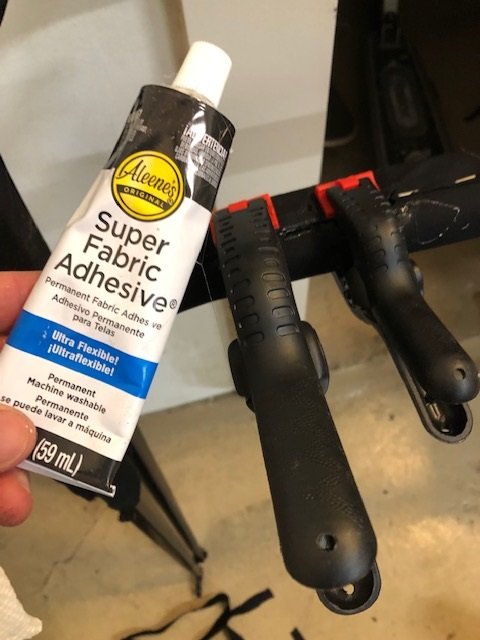 ¡ADVERTENCIA!
Aleene's
ORIGINAL
Super
Fabric
Adhesive®
Permanent Fabric Adhesive
Adhesivo Permanente
para Telas
Ultra Flexible!
¡Ultraflexible!
Permanent
Machine washable
Permanente
se puede lavar a máquina
(59 mL)